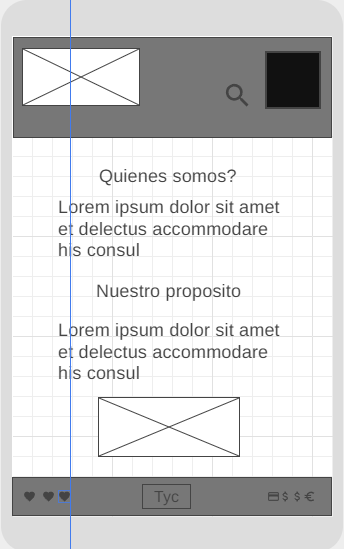 Quienes somos?
Lorem ipsum dolor sit amet
et delectus accommodare
his consul
Nuestro proposito
Lorem ipsum dolor sit amet
et delectus accommodare
his consul
Tyc
$ $ €